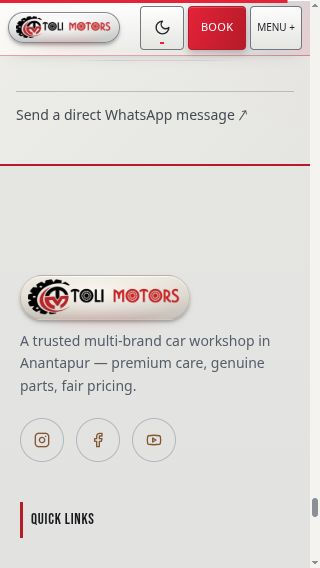 TOLI MOTORS
BOOK
MENU +
Send a direct WhatsApp message ↗
TOLI MOTORS
A trusted multi-brand car workshop in
Anantapur — premium care, genuine
parts, fair pricing.
QUICK LINKS